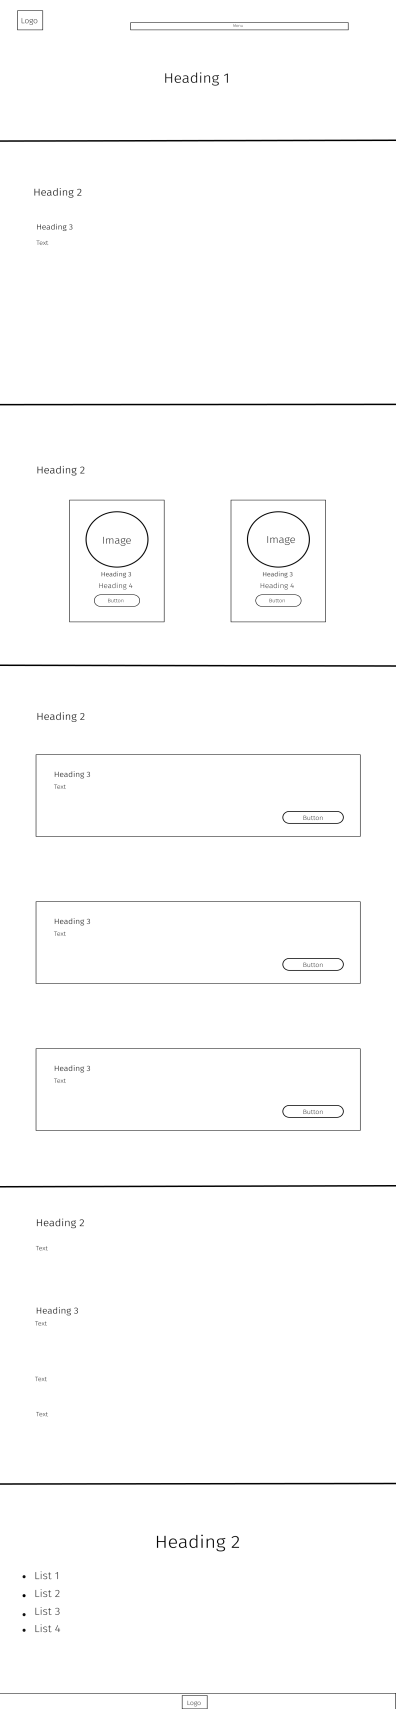 Logo
Menu
Heading 1
Heading 2
Heading 3
Text
Heading 2
Image
Heading 3
Heading 4
Button
Image
Heading 3
Heading 4
Button
Heading 2
Heading 3
Text
Button
Heading 3
Text
Button
Heading 3
Text
Button
Heading 2
Text
Heading 3
Text
Text
Text
Heading 2
• List 1
• List 2
• List 3
• List 4
Logo